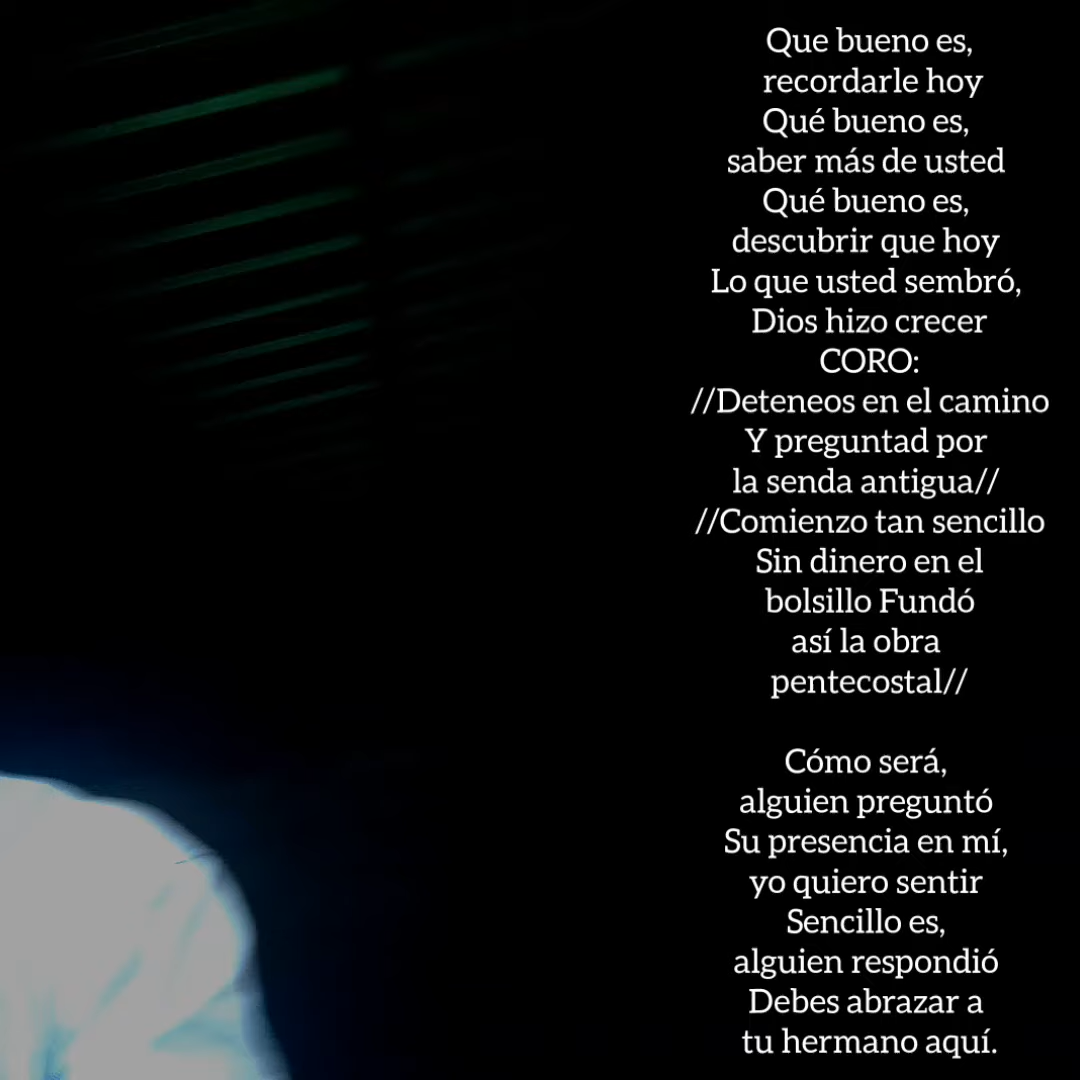 Que bueno es,
recordarle hoy
Qué bueno es,
saber más de usted
Qué bueno es,
descubrir que hoy
Lo que usted sembró,
Dios hizo crecer
CORO:
//Deteneos en el camino
Y preguntad por
la senda antigua//
//Comienzo tan sencillo
Sin dinero en el
bolsillo Fundó
así la obra
pentecostal//
Cómo será,
alguien preguntó
Su presencia en mí,
yo quiero sentir
Sencillo es,
alguien respondió
Debes abrazar a
tu hermano aquí.